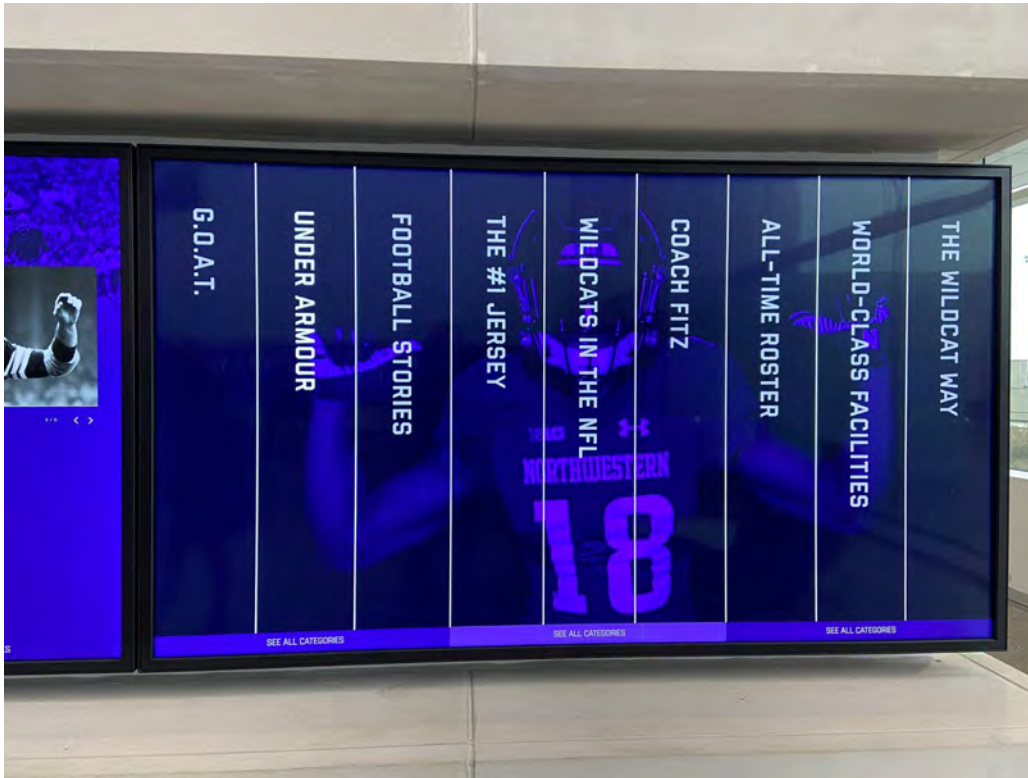 G.O.A.T.
UNDER ARMOUR
FOOTBALL STORIES
THE #1 JERSEY
WILDCATS IN THE NFL
COACH FITZ
ALL-TIME ROSTER
WORLD-CLASS FACILITIES
THE WILDCAT WAY
NORTHWESTERN
18
SEE ALL CATEGORIES
SEE ALL CATEGORIES
SEE ALL CATEGORIES